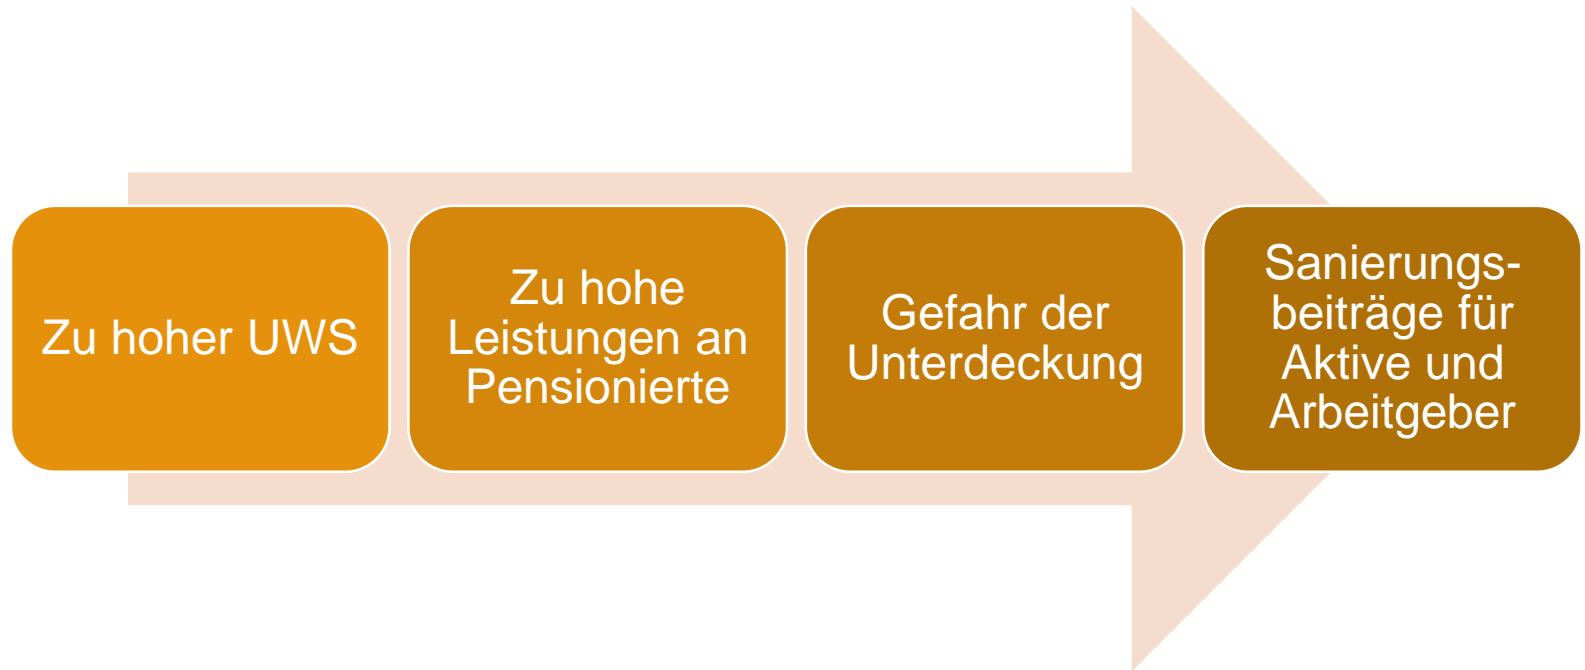 Zu hoher UWS
Zu hohe
Leistungen an
Pensionierte
Gefahr der
Unterdeckung
Sanierungs-
beiträge für
Aktive und
Arbeitgeber